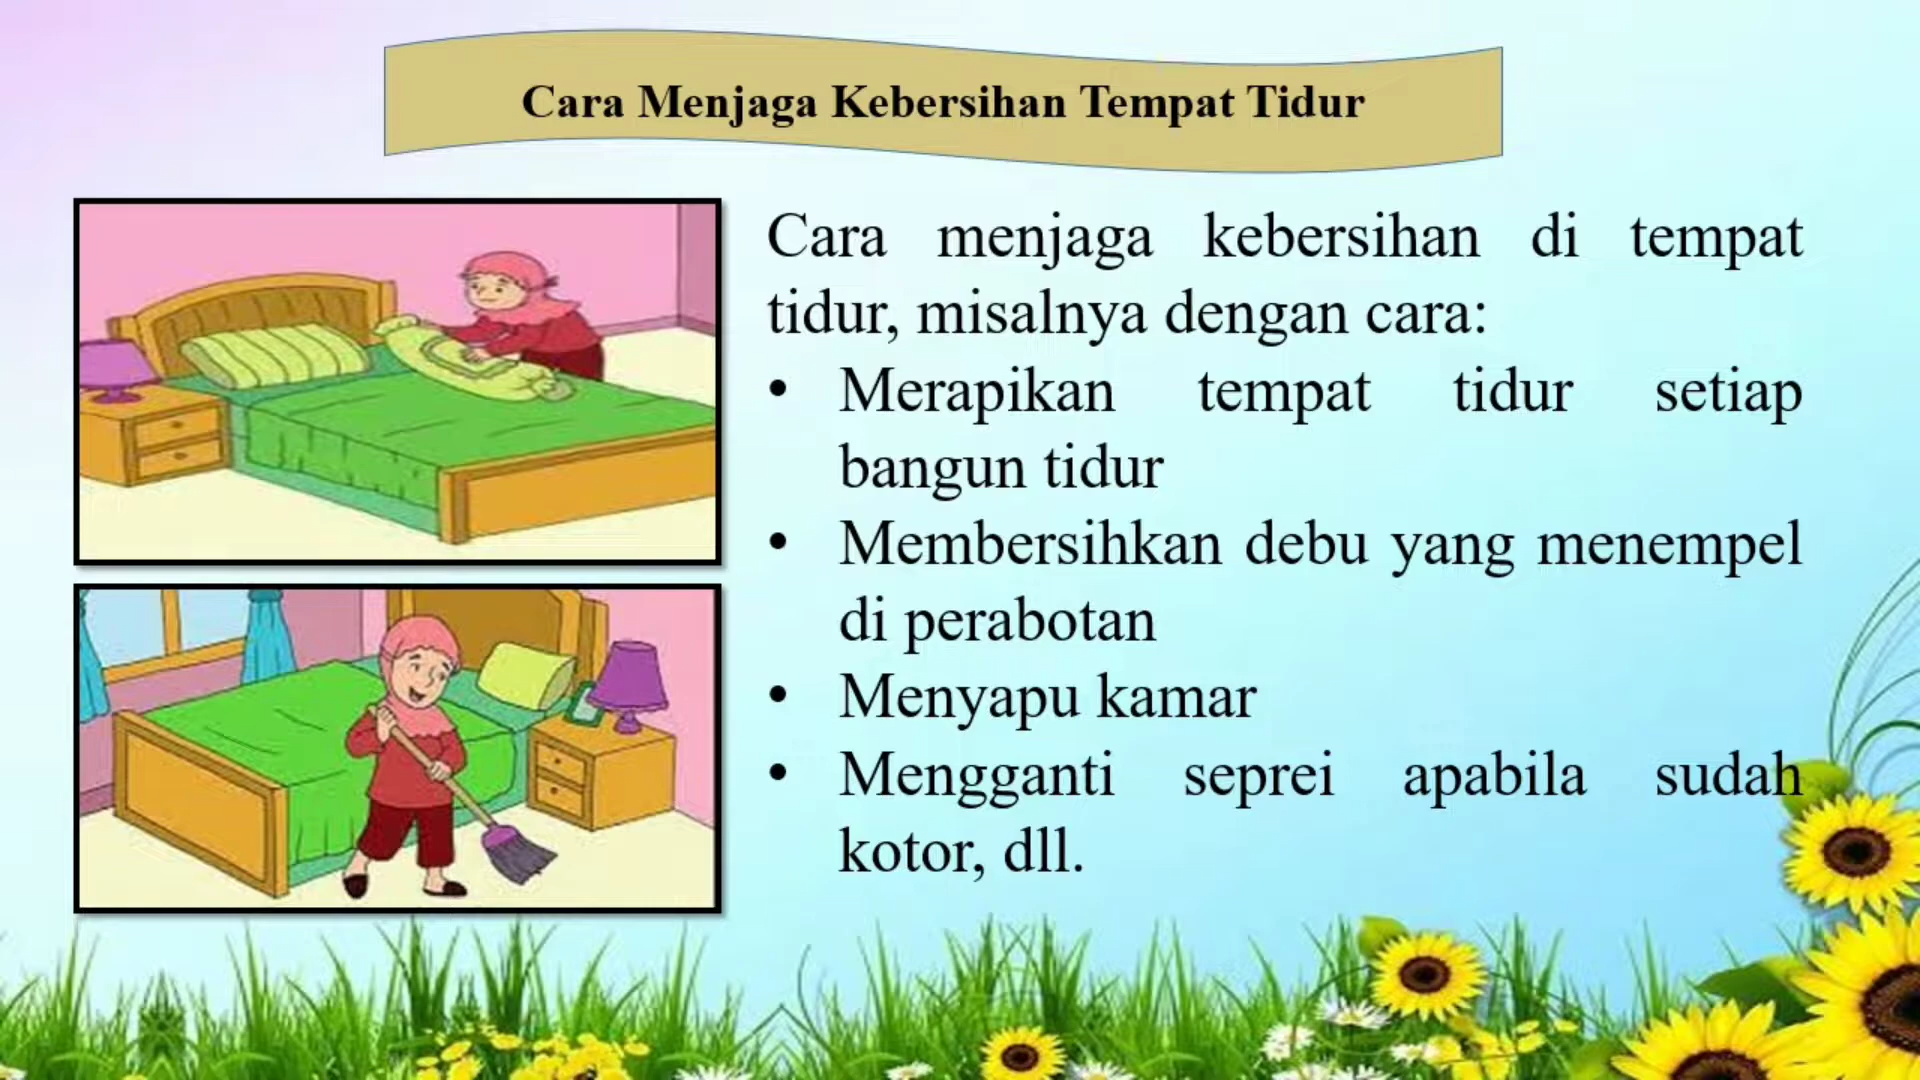 Cara Menjaga Kebersihan Tempat Tidur
Cara menjaga kebersihan di tempat
tidur, misalnya dengan cara:
• Merapikan tempat tidur setiap
bangun tidur
• Membersihkan debu yang menempel
di perabotan
• Menyapu kamar
• Mengganti seprei apabila sudah
kotor, dll.